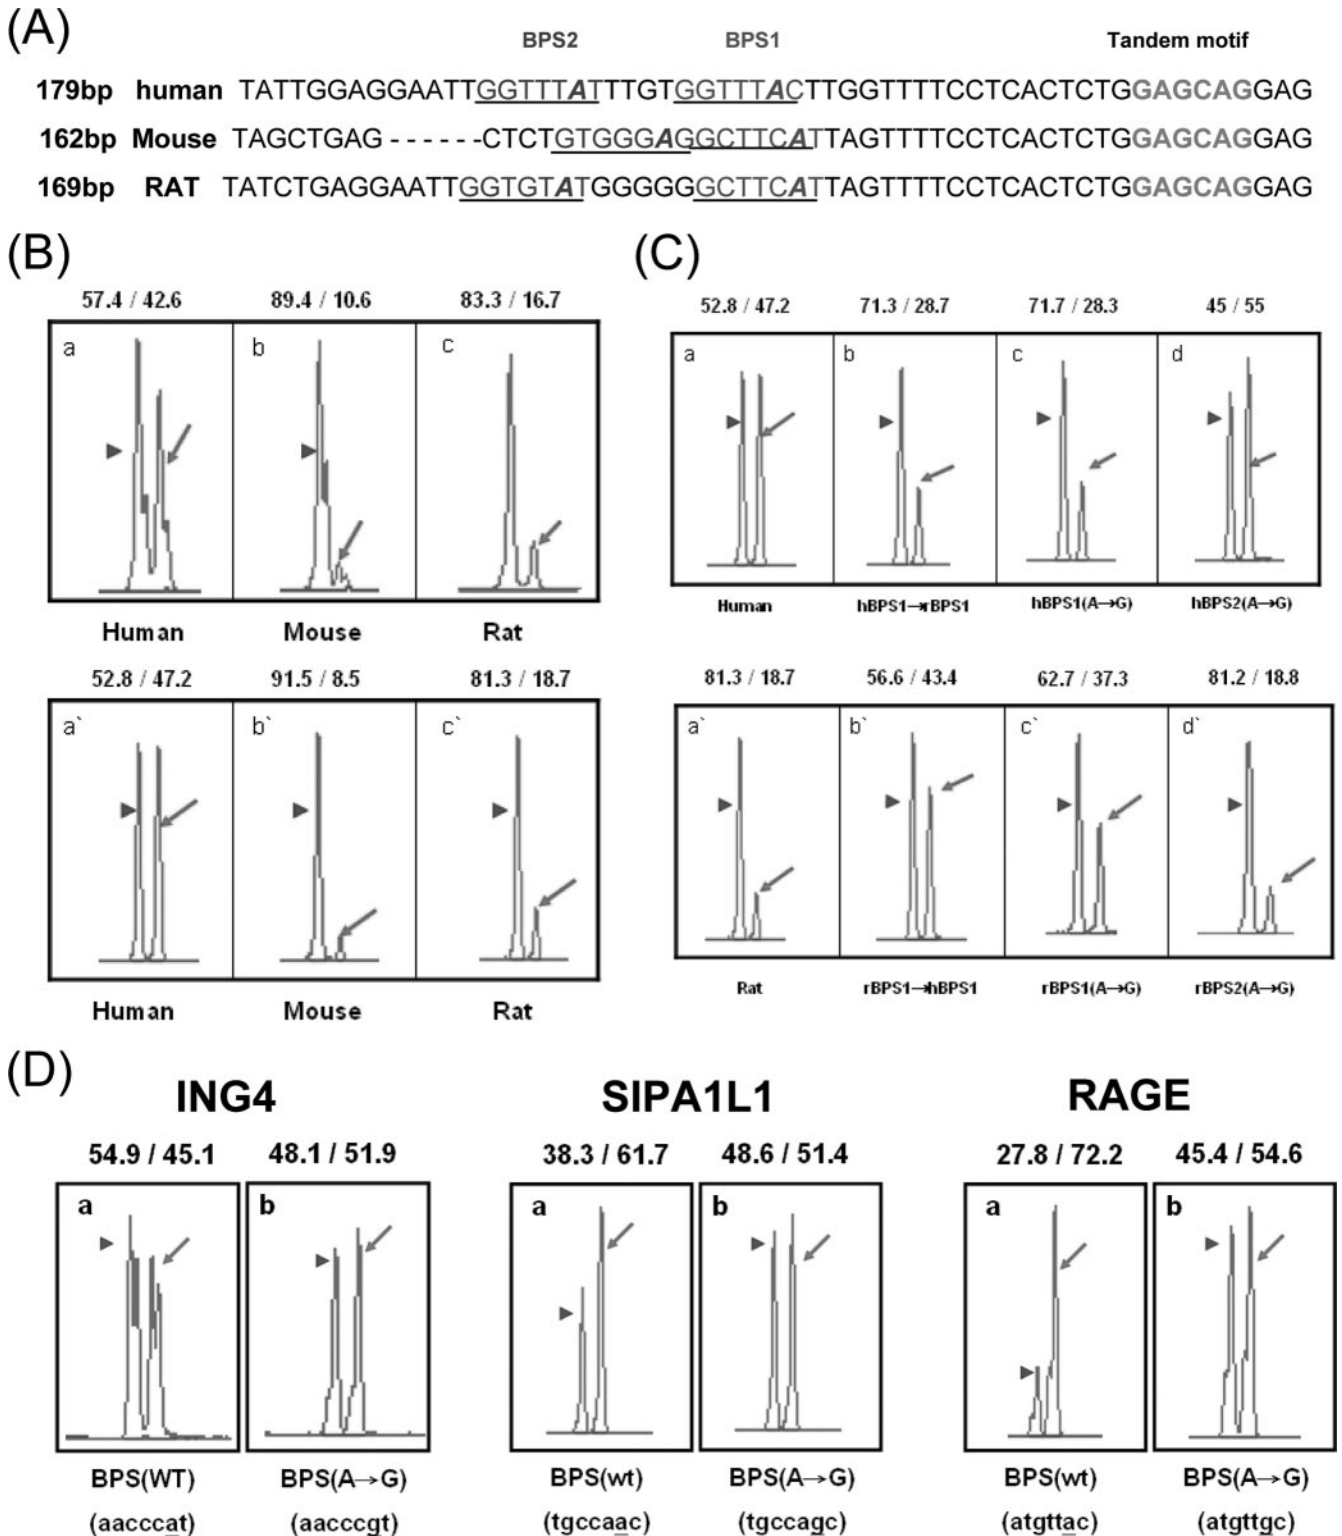 (A)
BPS2 BPS1 Tandem motif
179bp human TATTGGAGGAATTGGTTTATTTGTGGTTTACTTGGTTTTCCTCACTCTGGAGCAGGAG
162bp Mouse TAGCTGAG------CTCTGTGGGAGGGCTTCATTAGTTTTCCTCACTCTGGAGCAGGAG
169bp RAT TATCTGAGGAATTGGTGTATGGGGGGCTTCATTAGTTTTCCTCACTCTGGAGCAGGAG
(B)
57.4 / 42.6 89.4 / 10.6 83.3 / 16.7
a b c
Human Mouse Rat
52.8 / 47.2 91.5 / 8.5 81.3 / 18.7
a` b` c`
Human Mouse Rat
(C)
52.8 / 47.2 71.3 / 28.7 71.7 / 28.3 45 / 55
a b c d
Human hBPS1→rBPS1 hBPS1(A→G) hBPS2(A→G)
81.3 / 18.7 56.6 / 43.4 62.7 / 37.3 81.2 / 18.8
a` b` c` d`
Rat rBPS1→hBPS1 rBPS1(A→G) rBPS2(A→G)
(D)
ING4 SIPA1L1 RAGE
54.9 / 45.1 48.1 / 51.9 38.3 / 61.7 48.6 / 51.4 27.8 / 72.2 45.4 / 54.6
a b a b a b
BPS(WT) BPS(A→G) BPS(wt) BPS(A→G) BPS(wt) BPS(A→G)
(aacccat) (aacccgt) (tgccaac) (tgccagc) (atgttac) (atgttgc)